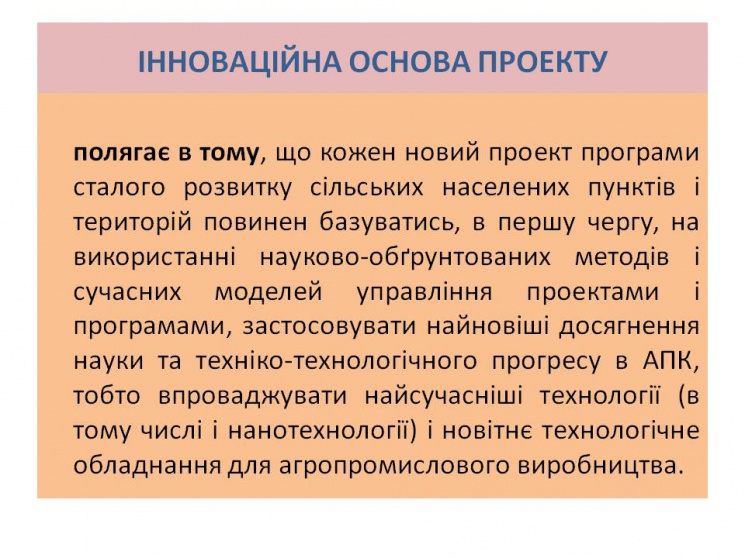 ІННОВАЦІЙНА ОСНОВА ПРОЕКТУ
полягає в тому, що кожен новий проект програми
сталого розвитку сільських населених пунктів і
територій повинен базуватись, в першу чергу, на
використанні науково-обґрунтованих методів і
сучасних моделей управління проектами і
програмами, застосовувати найновіші досягнення
науки та техніко-технологічного прогресу в АПК,
тобто впроваджувати найсучасніші технології (в
тому числі і нанотехнології) і новітнє технологічне
обладнання для агропромислового виробництва.